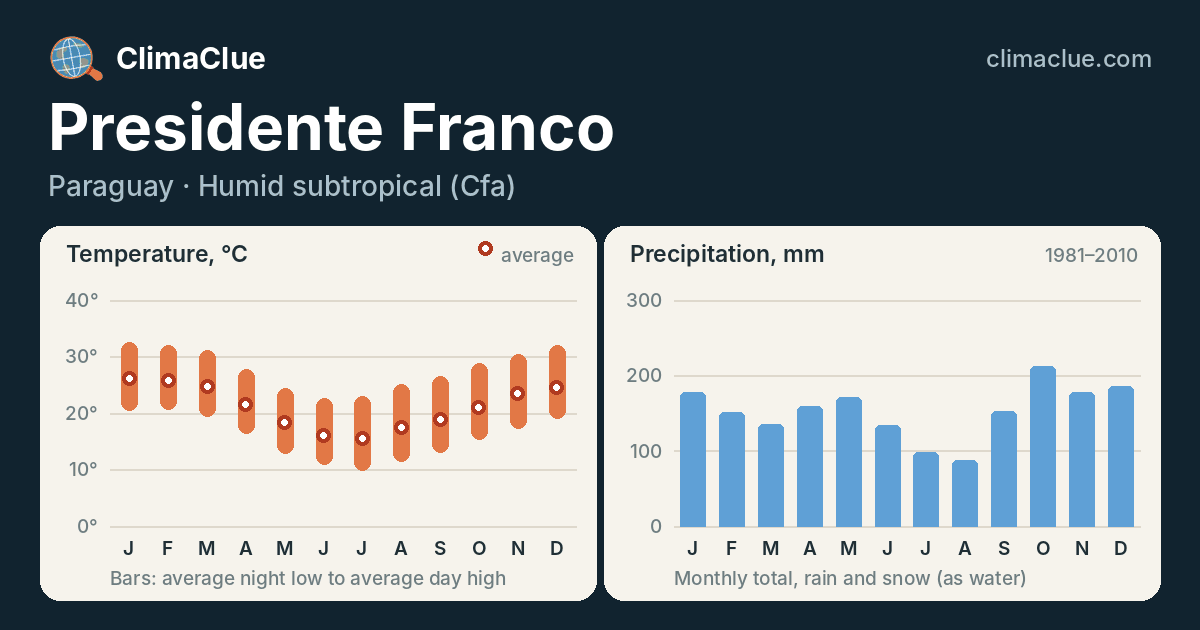 ClimaClue
climaclue.com
Presidente Franco
Paraguay · Humid subtropical (Cfa)
Temperature, °C
average
40°
30°
20°
10°
0°
J F M A M J J A S O N D
Bars: average night low to average day high
Precipitation, mm
1981–2010
300
200
100
0
J F M A M J J A S O N D
Monthly total, rain and snow (as water)